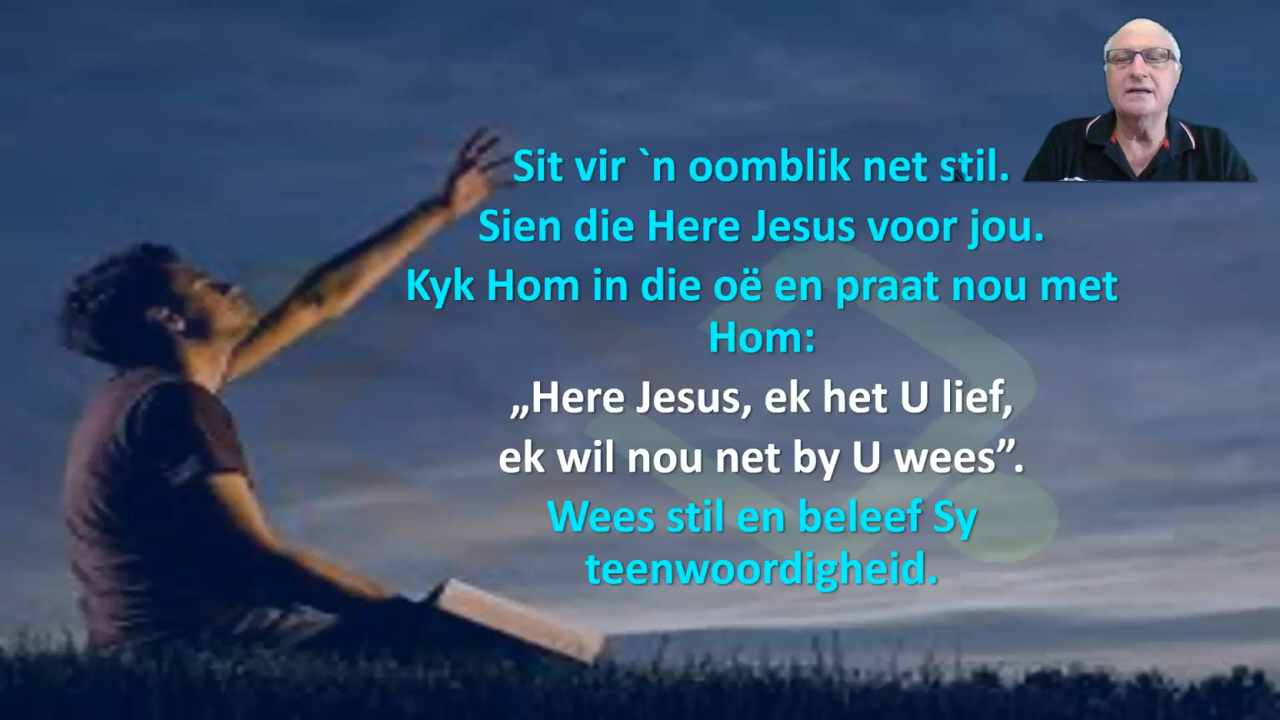 Sit vir `n oomblik net stil.
Sien die Here Jesus voor jou.
Kyk Hom in die oë en praat nou met
Hom:
„Here Jesus, ek het U lief,
ek wil nou net by U wees”.
Wees stil en beleef Sy
teenwoordigheid.